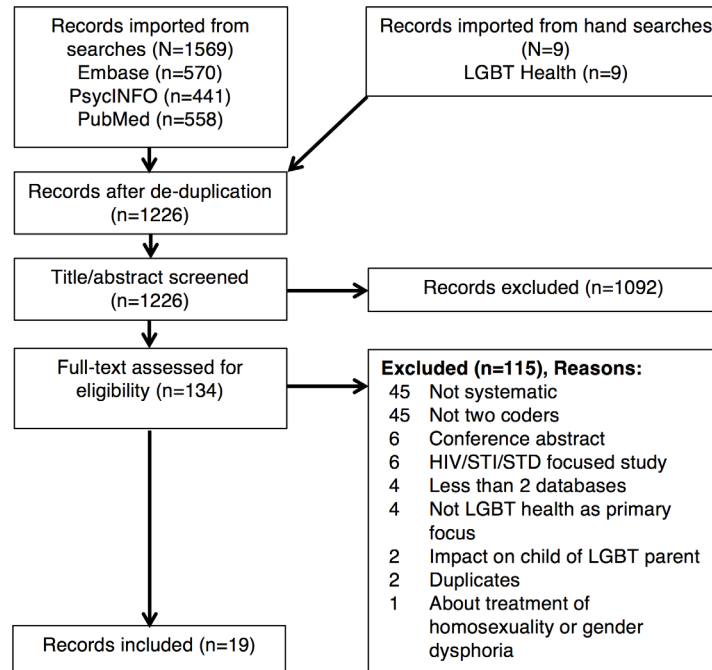 Records imported from
searches (N=1569)
Embase (n=570)
PsycINFO (n=441)
PubMed (n=558)
Records imported from hand searches
(N=9)
LGBT Health (n=9)
Records after de-duplication
(n=1226)
Title/abstract screened
(n=1226)
Records excluded (n=1092)
Full-text assessed for
eligibility (n=134)
Excluded (n=115), Reasons:
45 Not systematic
45 Not two coders
6 Conference abstract
6 HIV/STI/STD focused study
4 Less than 2 databases
4 Not LGBT health as primary
focus
2 Impact on child of LGBT parent
2 Duplicates
1 About treatment of
homosexuality or gender
dysphoria
Records included (n=19)